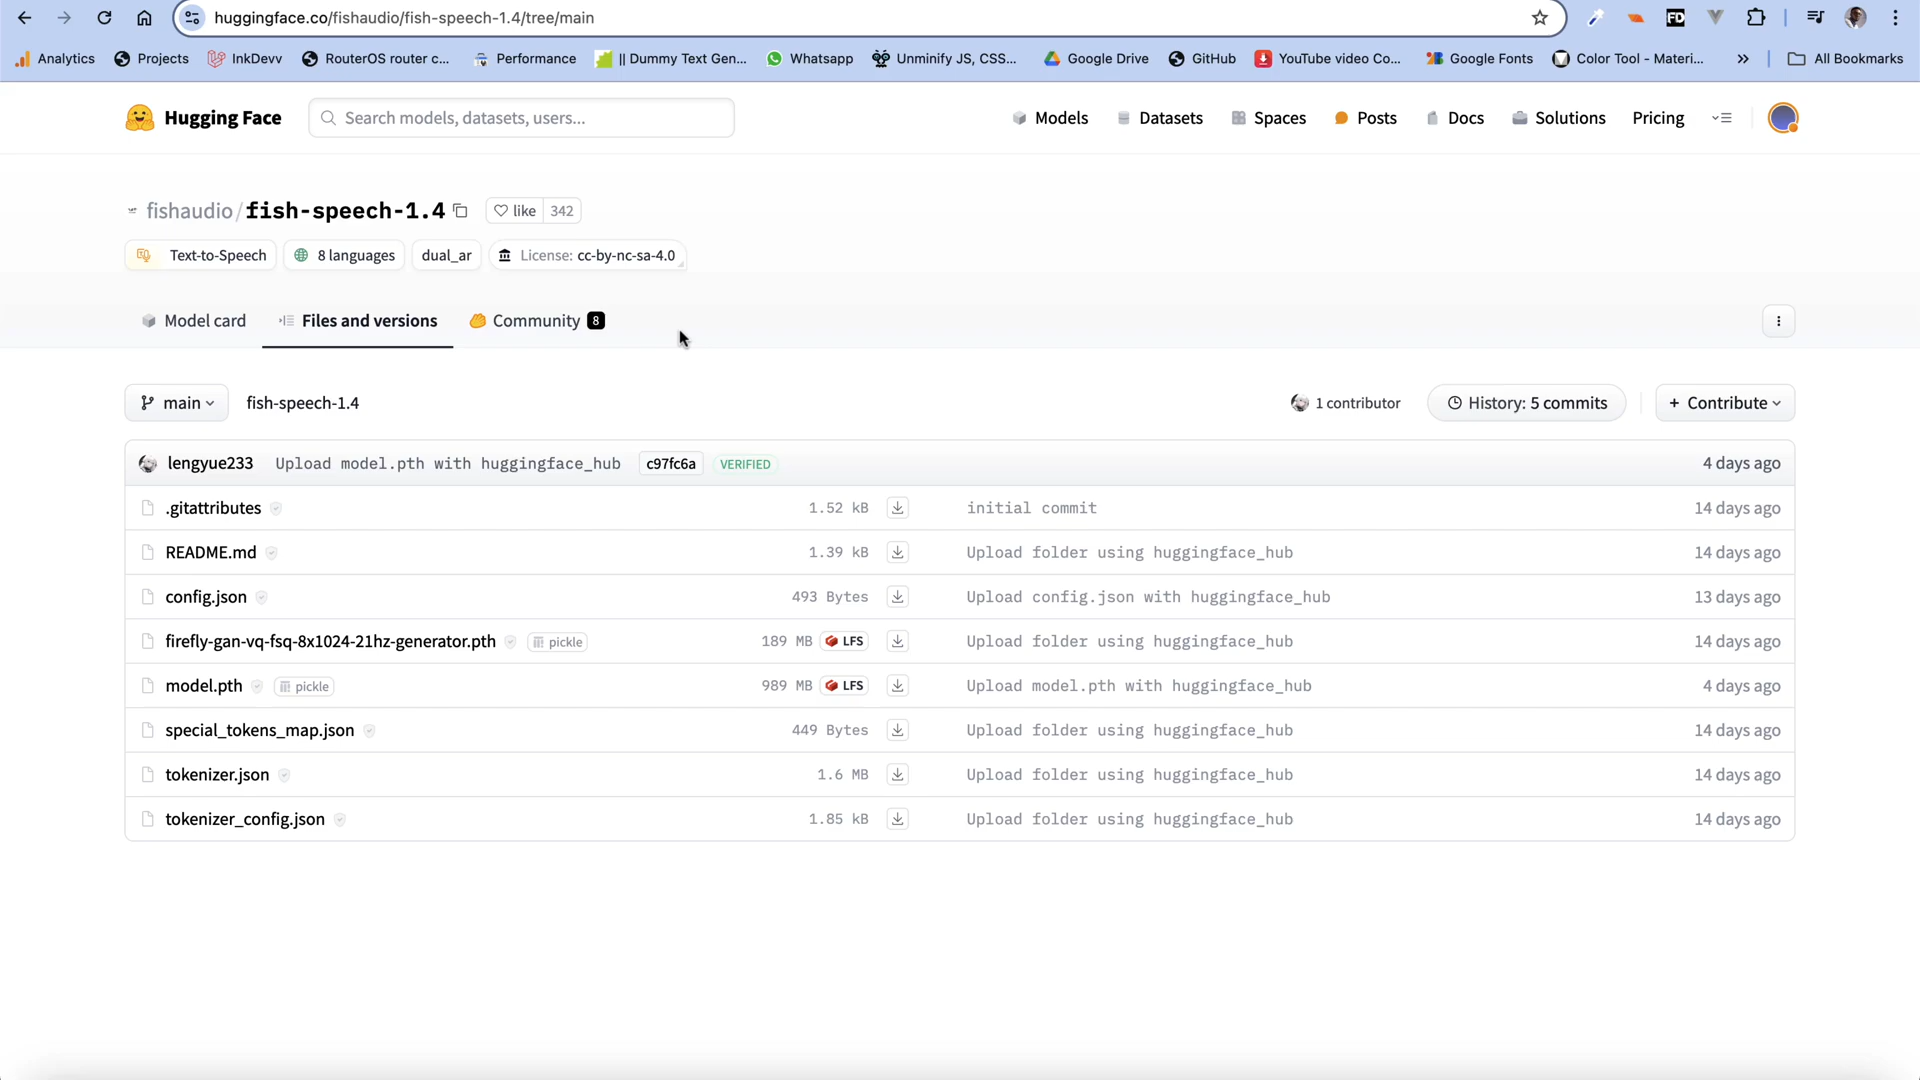 huggingface.co/fishaudio/fish-speech-1.4/tree/main
FD
Analytics Projects InkDevv RouterOS router c... Performance || Dummy Text Gen... Whatsapp Unminify JS, CSS... Google Drive GitHub YouTube video Co... Google Fonts Color Tool - Materi... » All Bookmarks
Hugging Face Search models, datasets, users... Models Datasets Spaces Posts Docs Solutions Pricing
fishaudio/fish-speech-1.4 like 342
Text-to-Speech 8 languages dual_ar License: cc-by-nc-sa-4.0
Model card Files and versions Community 8
main fish-speech-1.4 1 contributor History: 5 commits + Contribute
lengyue233 Upload model.pth with huggingface_hub c97fc6a VERIFIED 4 days ago
.gitattributes 1.52 kB initial commit 14 days ago
README.md 1.39 kB Upload folder using huggingface_hub 14 days ago
config.json 493 Bytes Upload config.json with huggingface_hub 13 days ago
firefly-gan-vq-fsq-8x1024-21hz-generator.pth pickle 189 MB LFS Upload folder using huggingface_hub 14 days ago
model.pth pickle 989 MB LFS Upload model.pth with huggingface_hub 4 days ago
special_tokens_map.json 449 Bytes Upload folder using huggingface_hub 14 days ago
tokenizer.json 1.6 MB Upload folder using huggingface_hub 14 days ago
tokenizer_config.json 1.85 kB Upload folder using huggingface_hub 14 days ago